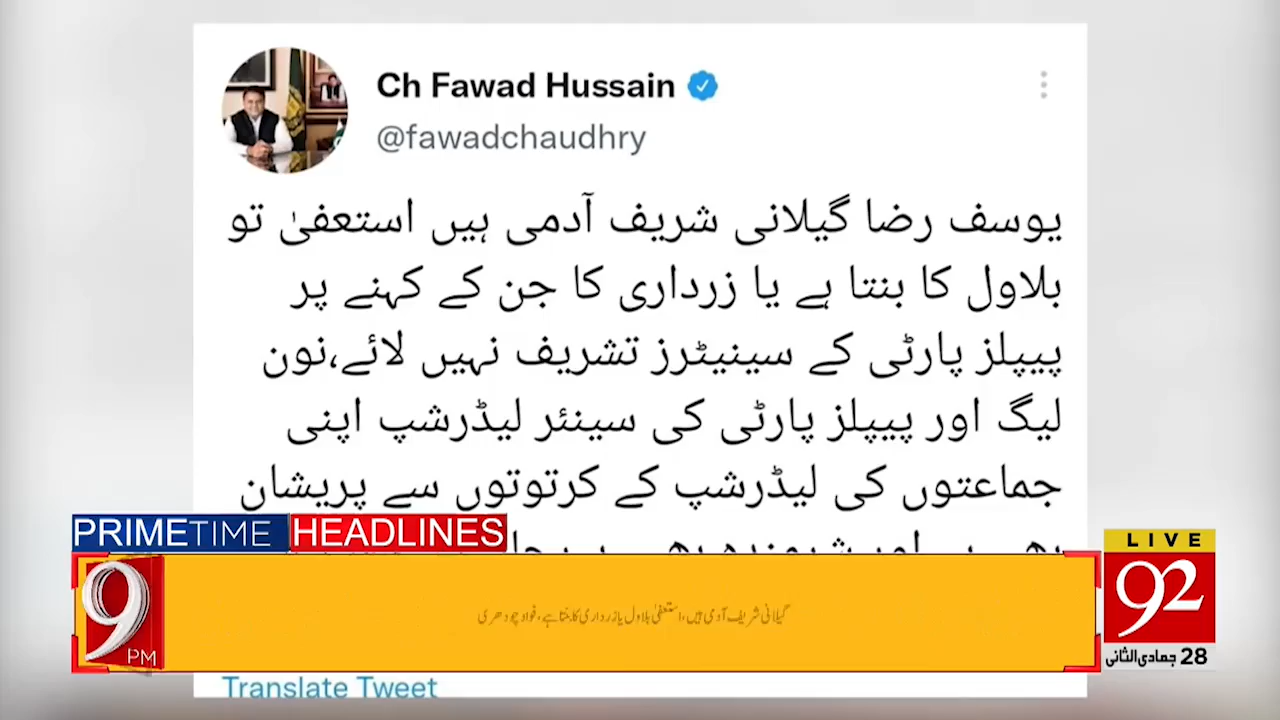 Ch Fawad Hussain
@fawadchaudhry
یوسف رضا گیلانی شریف آدمی ہیں استعفیٰ تو
بلاول کا بنتا ہے یا زرداری کا جن کے کہنے پر
پیپلز پارٹی کے سینیٹرز تشریف نہیں لائے،نون
لیگ اور پیپلز پارٹی کی سینئر لیڈرشپ اپنی
جماعتوں کی لیڈرشپ کے کرتوتوں سے پریشان
PRIMETIME HEADLINES
9 PM
گیلانی شریف آدمی ہیں، استعفیٰ بلاول یا زرداری کا بنتا ہے، فواد چودھری
LIVE
92
28 جمادی الثانی
Translate Tweet